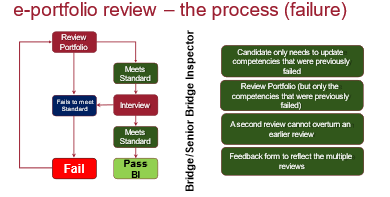 e-portfolio review – the process (failure)
Review
Portfolio
Meets
Standard
Fails to meet
Standard
Interview
Meets
Standard
Fail
Pass
BI
Bridge/Senior Bridge Inspector
Candidate only needs to update
competencies that were previously
failed
Review Portfolio (but only the
competencies that were previously
failed)
A second review cannot overturn an
earlier review
Feedback form to reflect the multiple
reviews